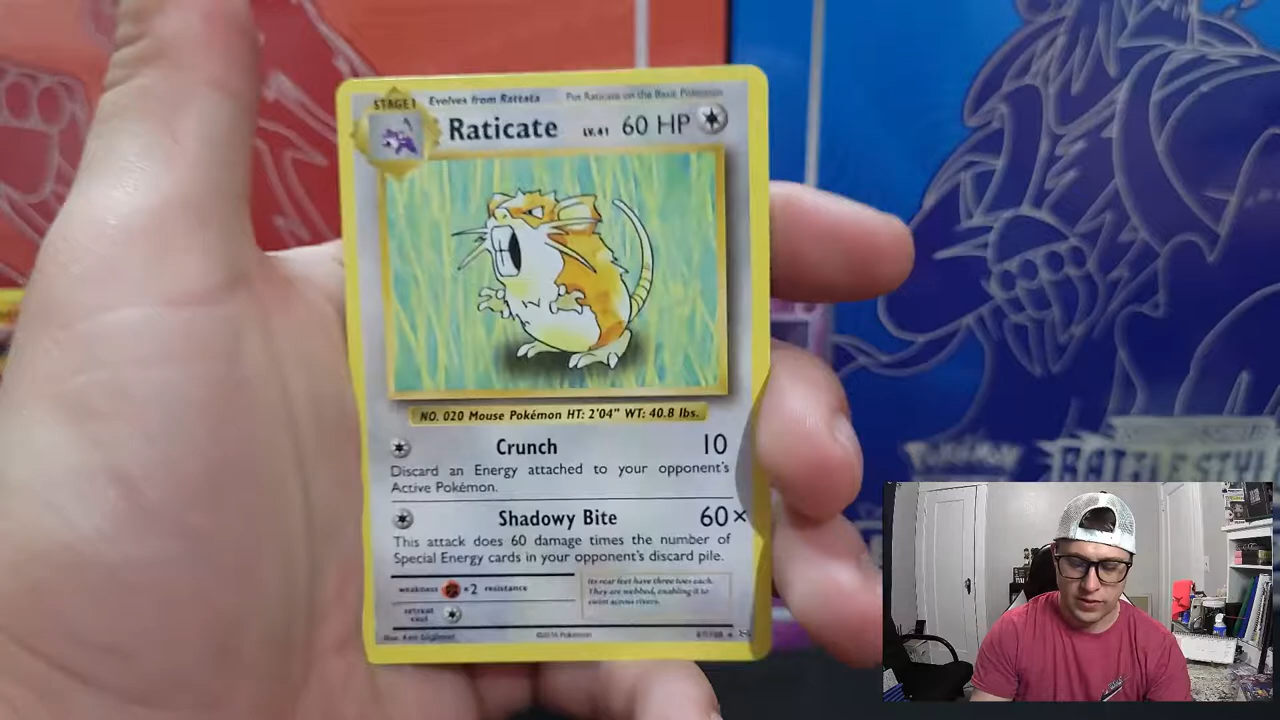 STAGE 1 Evolves from Rattata Put Raticate on the Basic Pokémon
Raticate LV.41 60 HP
NO. 020 Mouse Pokémon HT: 2'04" WT: 40.8 lbs.
Crunch 10
Discard an Energy attached to your opponent's
Active Pokémon.
Shadowy Bite 60×
This attack does 60 damage times the number of
Special Energy cards in your opponent's discard pile.
weakness ×2 resistance
Its rear feet have three toes each.
They are webbed, enabling it to
swim across rivers.
retreat
cost
©2016 Pokémon 67/108
Pokémon
BATTLE STYL